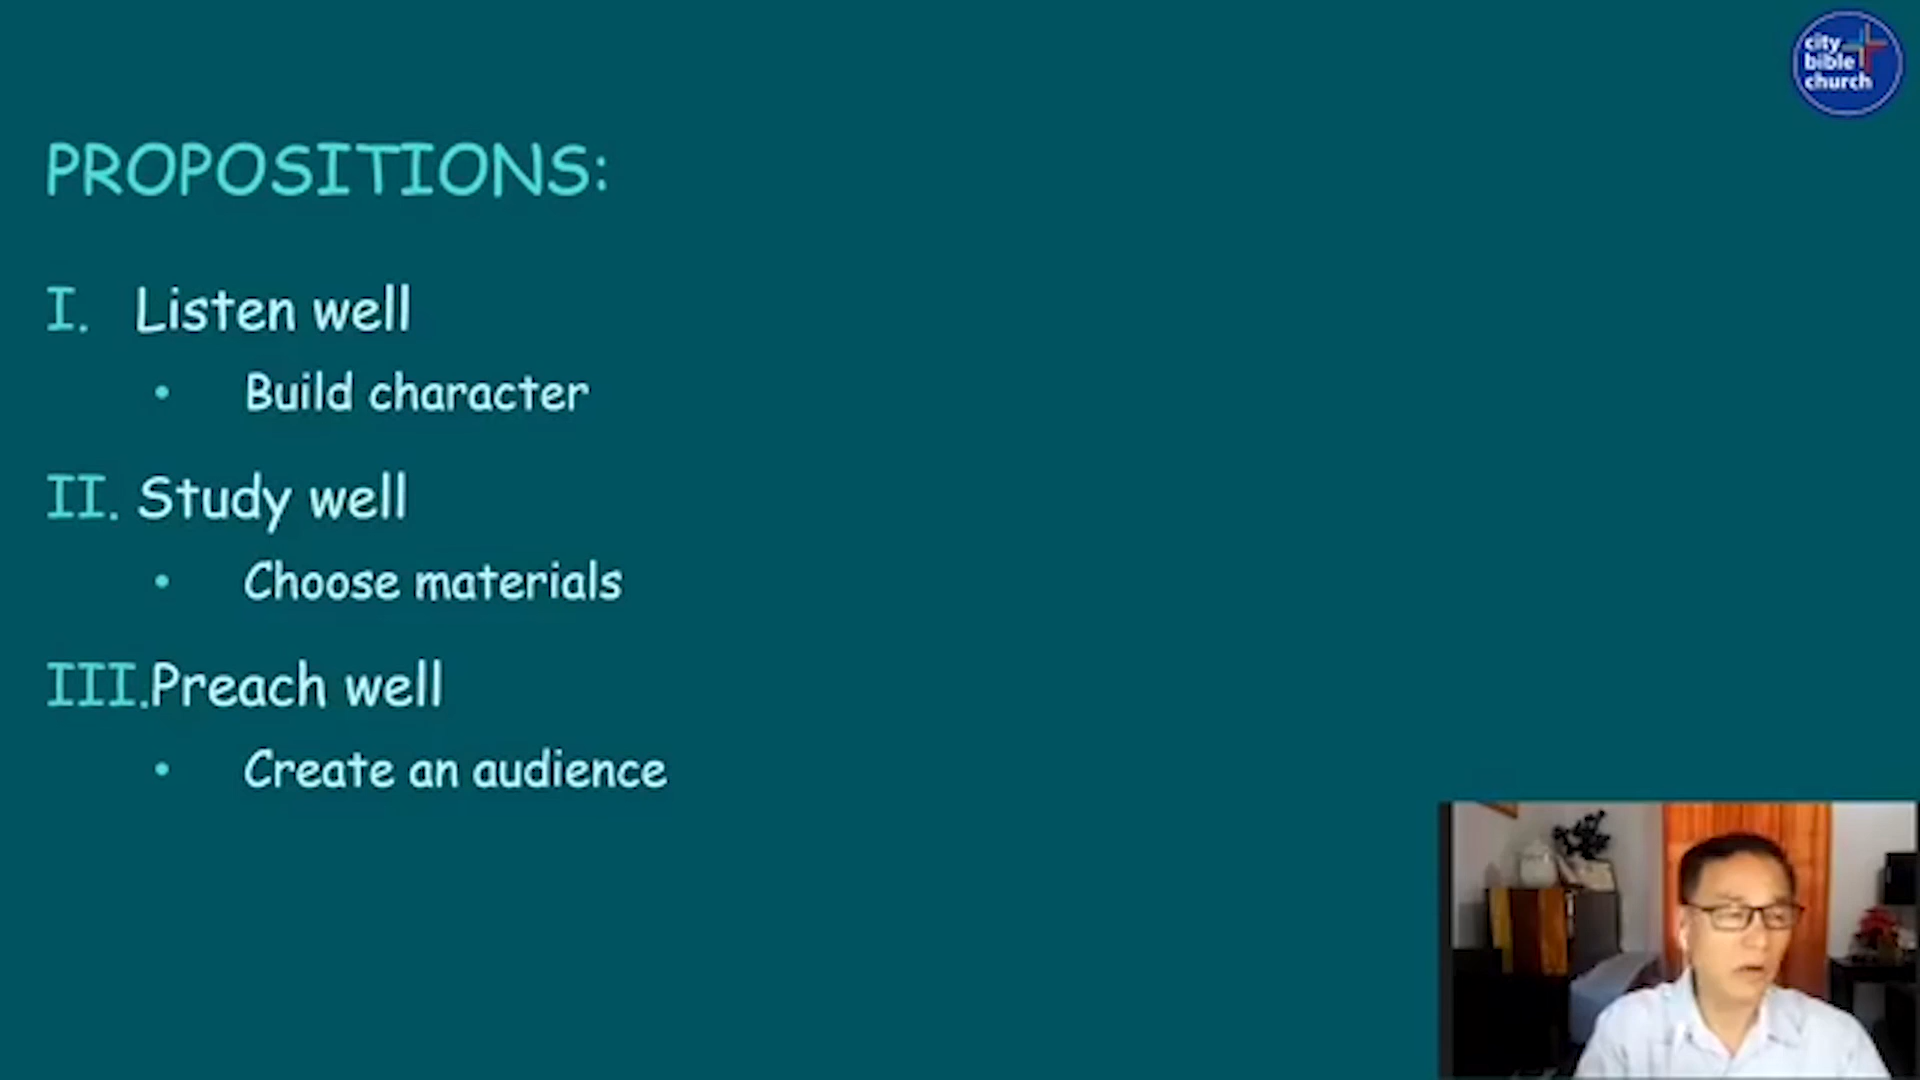 city
bible
church
PROPOSITIONS:
I. Listen well
• Build character
II. Study well
• Choose materials
III.Preach well
• Create an audience